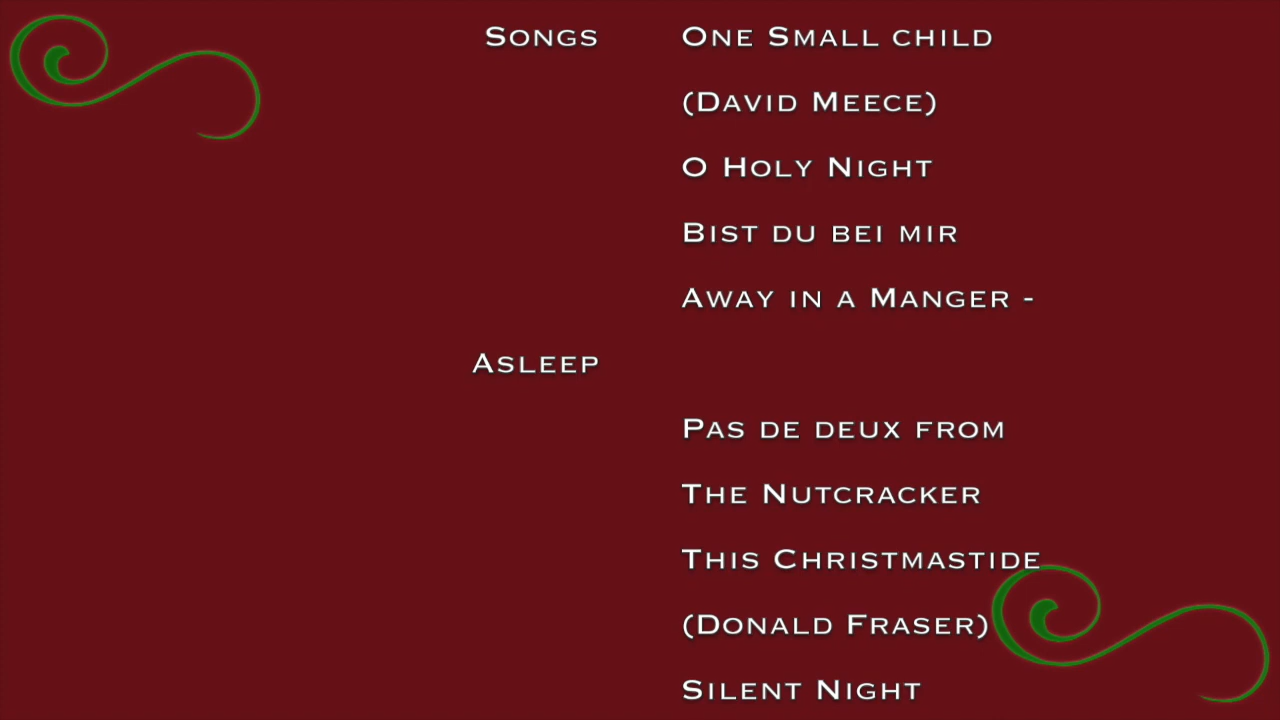 Songs One Small child
(David Meece)
O Holy Night
Bist du bei mir
Away in a Manger -
Asleep
Pas de deux from
The Nutcracker
This Christmastide
(Donald Fraser)
Silent Night